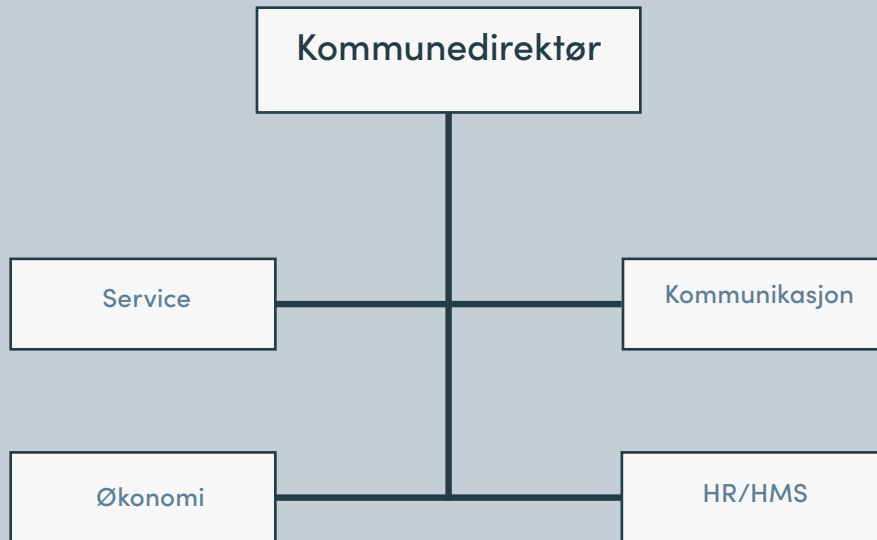 Kommunedirektør
Service
Kommunikasjon
Økonomi
HR/HMS